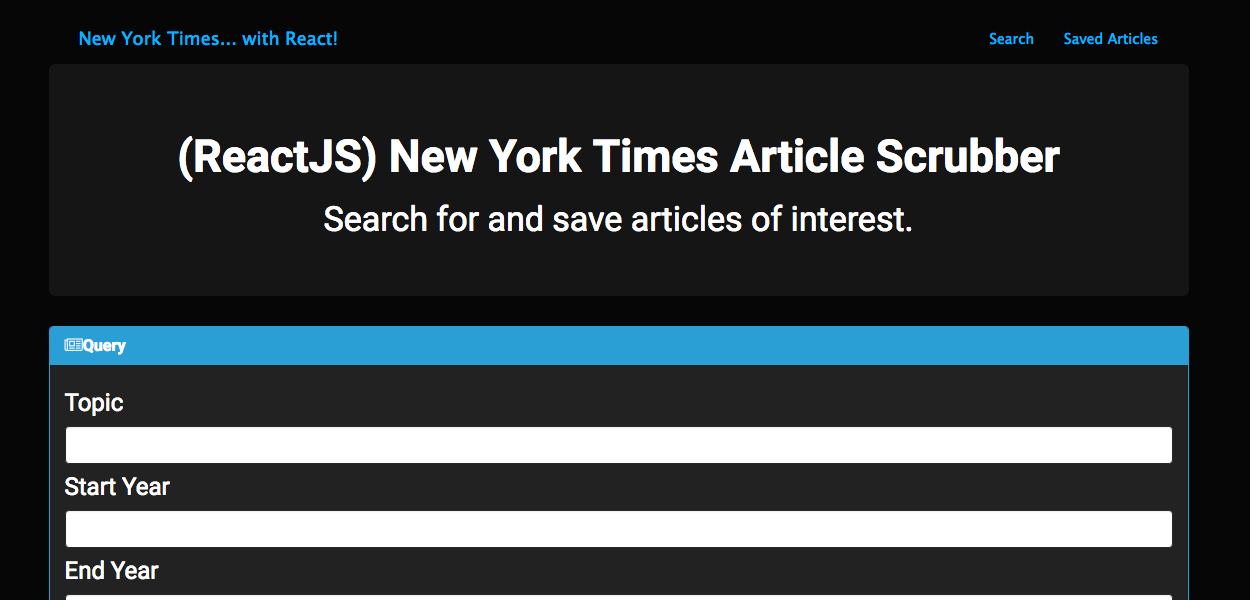 New York Times... with React!
Search
Saved Articles
(ReactJS) New York Times Article Scrubber
Search for and save articles of interest.
Query
Topic
Start Year
End Year